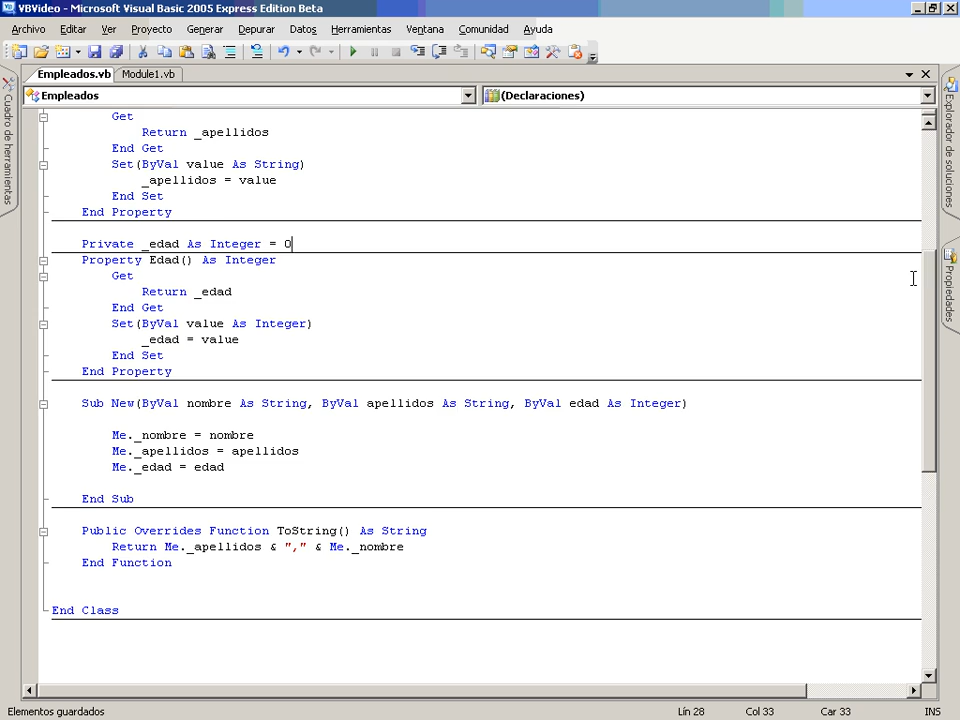 VBVideo - Microsoft Visual Basic 2005 Express Edition Beta
Archivo Editar Ver Proyecto Generar Depurar Datos Herramientas Ventana Comunidad Ayuda
Empleados.vb Module1.vb
Empleados (Declaraciones)
Cuadro de herramientas
Explorador de soluciones
Propiedades
Get
Return _apellidos
End Get
Set(ByVal value As String)
_apellidos = value
End Set
End Property
Private _edad As Integer = 0
Property Edad() As Integer
Get
Return _edad
End Get
Set(ByVal value As Integer)
_edad = value
End Set
End Property
Sub New(ByVal nombre As String, ByVal apellidos As String, ByVal edad As Integer)
Me._nombre = nombre
Me._apellidos = apellidos
Me._edad = edad
End Sub
Public Overrides Function ToString() As String
Return Me._apellidos & "," & Me._nombre
End Function
End Class
Elementos guardados Lín 28 Col 33 Car 33 INS